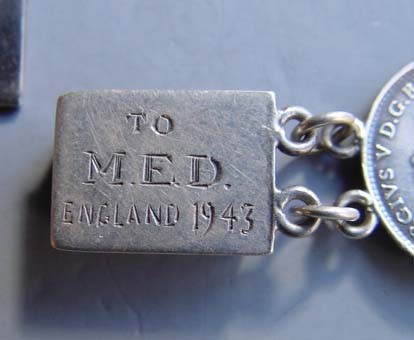 TO
M.E.D.
ENGLAND 1943
V D.G.